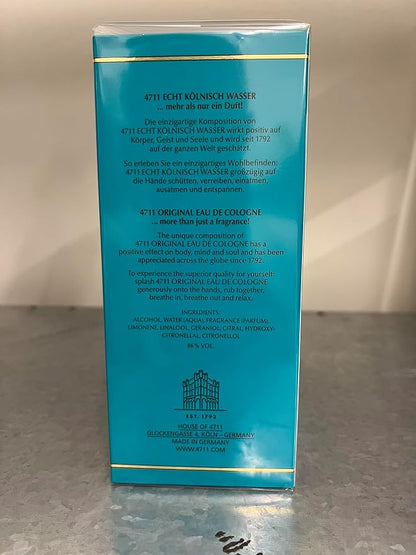 4711 ECHT KÖLNISCH WASSER
... mehr als nur ein Duft!
Die einzigartige Komposition von
4711 ECHT KÖLNISCH WASSER wirkt positiv auf
Körper, Geist und Seele und wird seit 1792
auf der ganzen Welt geschätzt.
So erleben Sie ein einzigartiges Wohlbefinden:
4711 ECHT KÖLNISCH WASSER großzügig auf
die Hände schütten, verreiben, einatmen,
ausatmen und entspannen.
4711 ORIGINAL EAU DE COLOGNE
... more than just a fragrance!
The unique composition of
4711 ORIGINAL EAU DE COLOGNE has a
positive effect on body, mind and soul and has been
appreciated across the globe since 1792.
To experience the superior quality for yourself:
splash 4711 ORIGINAL EAU DE COLOGNE
generously onto the hands, rub together,
breathe in, breathe out and relax.
INGREDIENTS:
ALCOHOL, WATER (AQUA), FRAGRANCE (PARFUM),
LIMONENE, LINALOOL, GERANIOL, CITRAL, HYDROXY-
CITRONELLAL, CITRONELLOL
86% VOL.
EST. 1792
HOUSE OF 4711
GLOCKENGASSE 4, KÖLN – GERMANY
MADE IN GERMANY
WWW.4711.COM